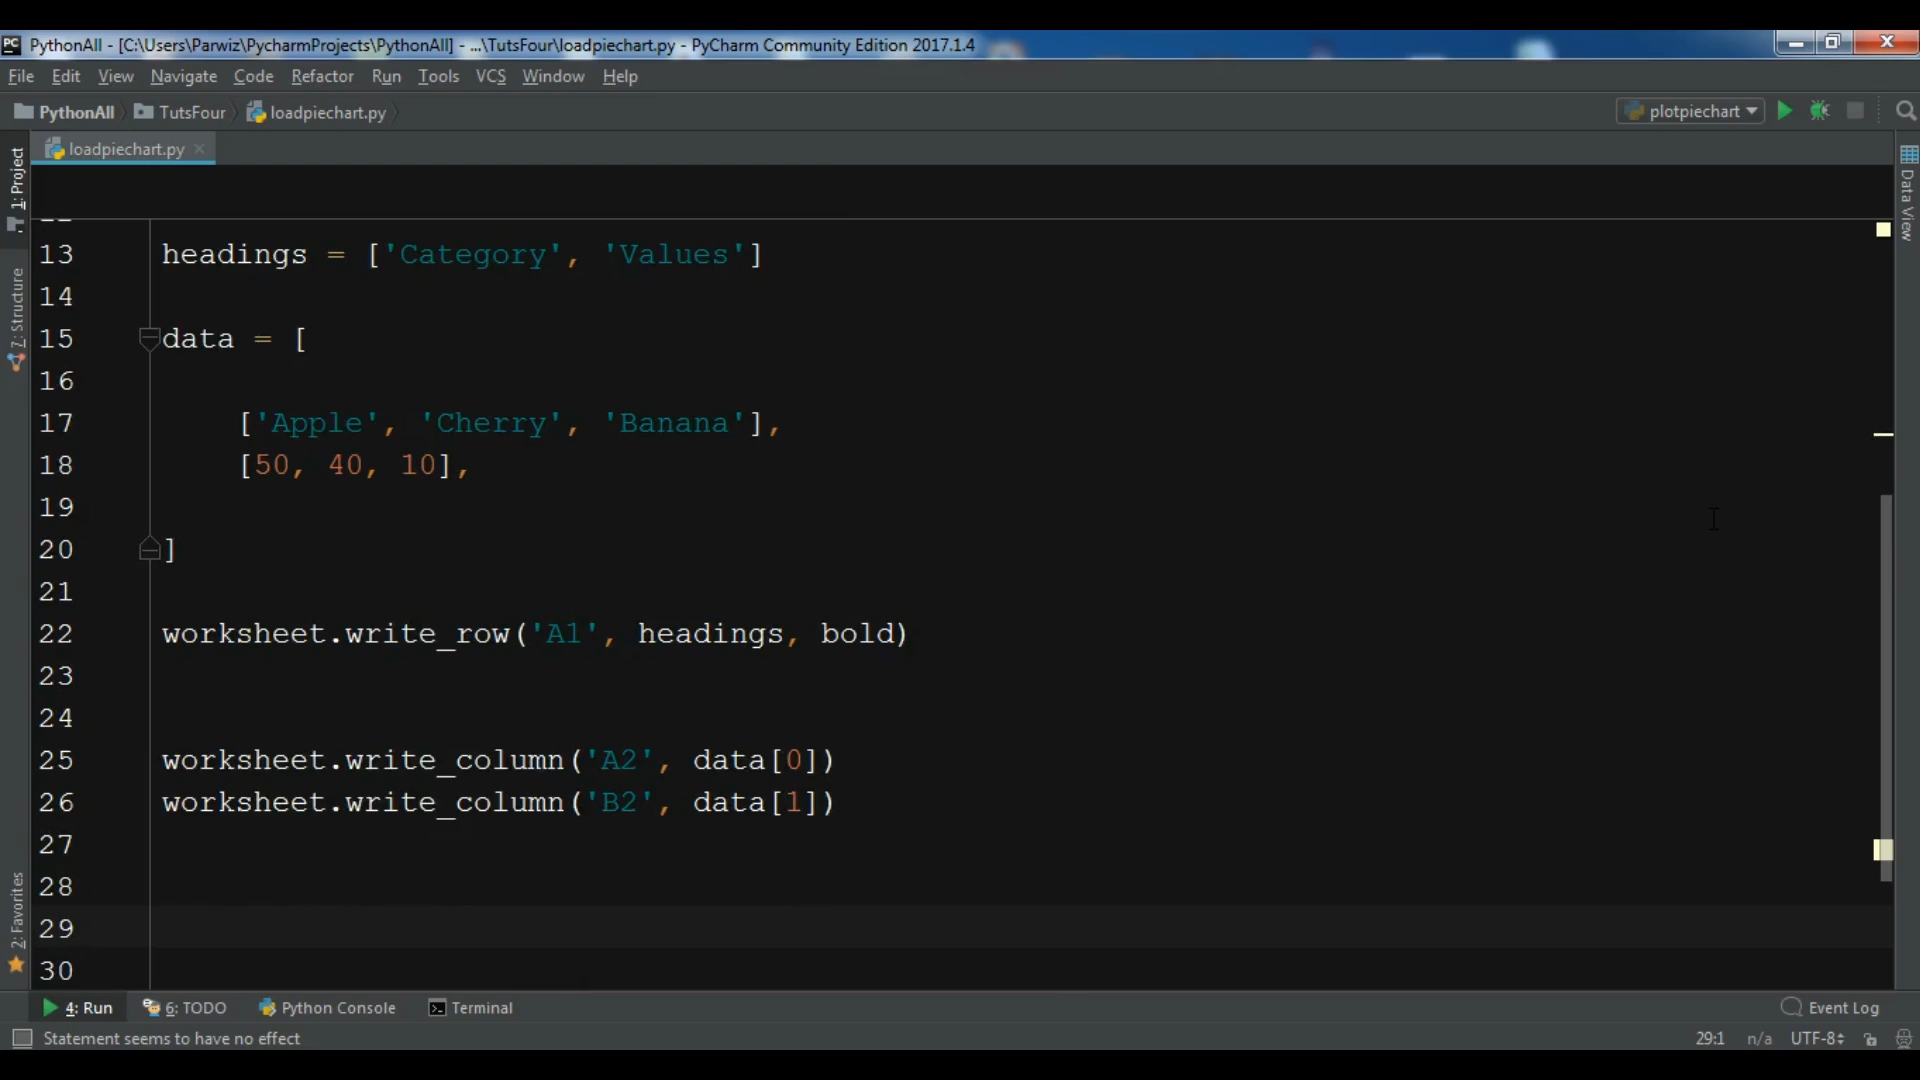 PythonAll - [C:\Users\Parwiz\PycharmProjects\PythonAll] - ...\TutsFour\loadpiechart.py - PyCharm Community Edition 2017.1.4
File Edit View Navigate Code Refactor Run Tools VCS Window Help
PythonAll TutsFour loadpiechart.py plotpiechart
loadpiechart.py
1: Project
7: Structure
2: Favorites
Data View
13 headings = ['Category', 'Values']
14
15 data = [
16
17 ['Apple', 'Cherry', 'Banana'],
18 [50, 40, 10],
19
20 ]
21
22 worksheet.write_row('A1', headings, bold)
23
24
25 worksheet.write_column('A2', data[0])
26 worksheet.write_column('B2', data[1])
27
28
29
30
4: Run 6: TODO Python Console Terminal Event Log
Statement seems to have no effect 29:1 n/a UTF-8